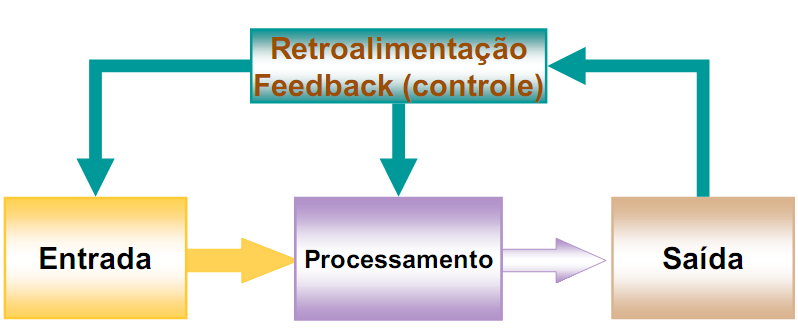 Retroalimentação
Feedback (controle)
Entrada
Processamento
Saída